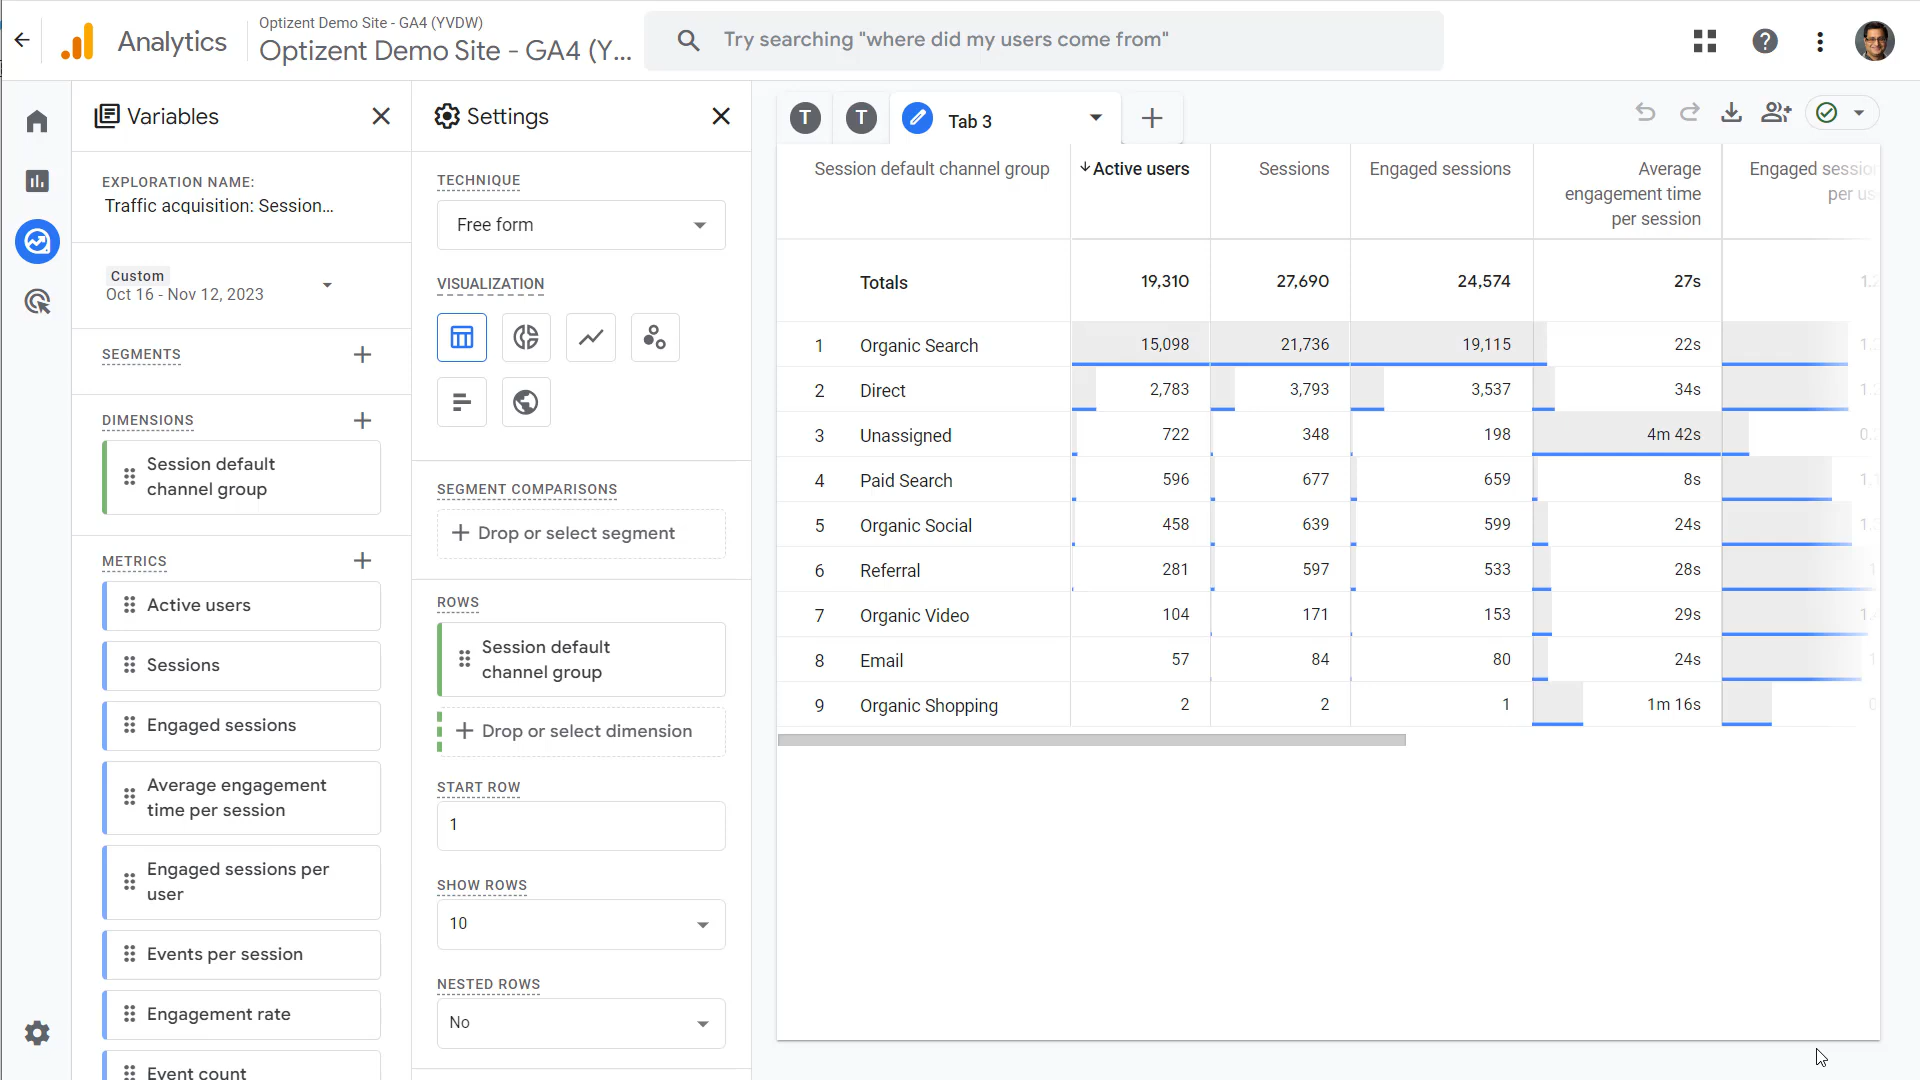 Analytics
Optizent Demo Site - GA4 (YVDW)
Optizent Demo Site - GA4 (Y...
Try searching "where did my users come from"
Variables
EXPLORATION NAME:
Traffic acquisition: Session...
Custom
Oct 16 - Nov 12, 2023
SEGMENTS
DIMENSIONS
Session default
channel group
METRICS
Active users
Sessions
Engaged sessions
Average engagement
time per session
Engaged sessions per
user
Events per session
Engagement rate
Event count
Settings
TECHNIQUE
Free form
VISUALIZATION
SEGMENT COMPARISONS
Drop or select segment
ROWS
Session default
channel group
Drop or select dimension
START ROW
1
SHOW ROWS
10
NESTED ROWS
No
T
T
Tab 3
Session default channel group
Active users
Sessions
Engaged sessions
Average
engagement time
per session
Engaged
per
Totals 19,310 27,690 24,574 27s
1 Organic Search 15,098 21,736 19,115 22s
2 Direct 2,783 3,793 3,537 34s
3 Unassigned 722 348 198 4m 42s
4 Paid Search 596 677 659 8s
5 Organic Social 458 639 599 24s
6 Referral 281 597 533 28s
7 Organic Video 104 171 153 29s
8 Email 57 84 80 24s
9 Organic Shopping 2 2 1 1m 16s